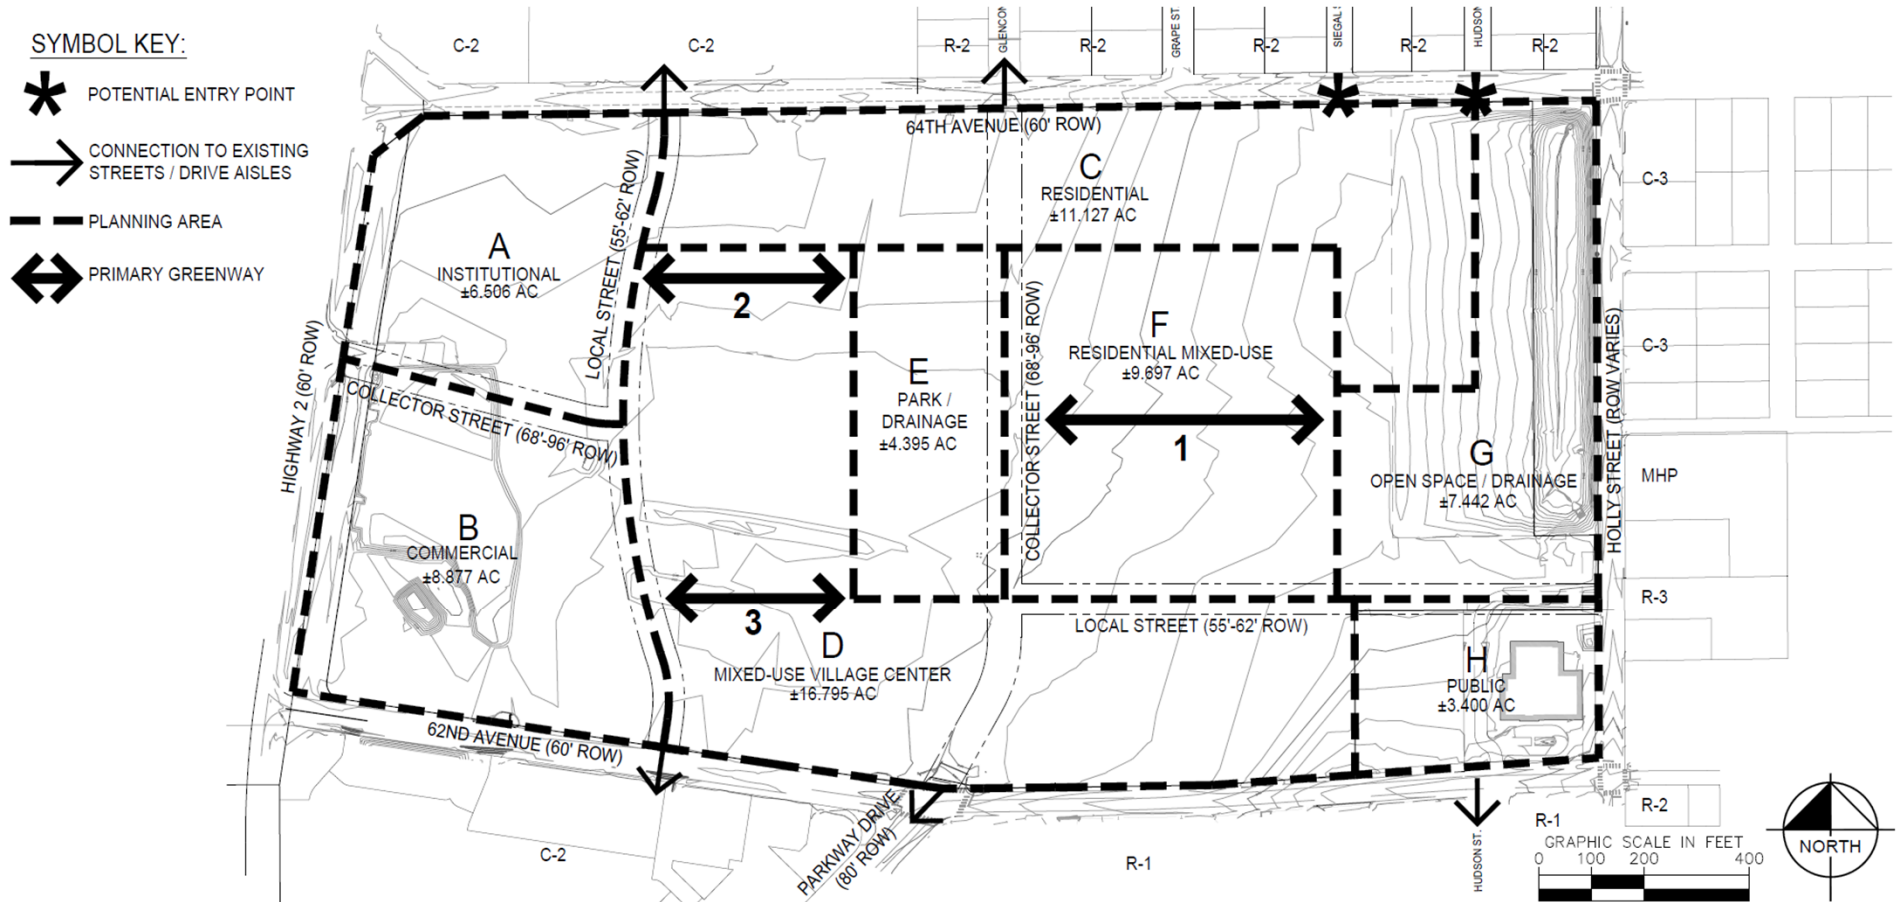 SYMBOL KEY:
POTENTIAL ENTRY POINT
CONNECTION TO EXISTING
STREETS / DRIVE AISLES
PLANNING AREA
PRIMARY GREENWAY
C-2
C-2
R-2
R-2
GRAPE ST.
R-2
R-2
R-2
64TH AVENUE (60' ROW)
A
INSTITUTIONAL
±6.506 AC
LOCAL STREET (55'-62' ROW)
C
RESIDENTIAL
±11.127 AC
C-3
2
HIGHWAY 2 (60' ROW)
COLLECTOR STREET (68'-96' ROW)
E
PARK /
DRAINAGE
±4.395 AC
COLLECTOR STREET (68'-96' ROW)
F
RESIDENTIAL MIXED-USE
±9.697 AC
1
C-3
HOLLY STREET (ROW VARIES)
G
OPEN SPACE / DRAINAGE
±7.442 AC
MHP
B
COMMERCIAL
±8.877 AC
3
D
MIXED-USE VILLAGE CENTER
±16.795 AC
LOCAL STREET (55'-62' ROW)
R-3
H
PUBLIC
±3.400 AC
62ND AVENUE (60' ROW)
PARKWAY DRIVE
(80' ROW)
C-2
R-1
HUDSON ST.
R-1
R-2
GRAPHIC SCALE IN FEET
0 100 200 400
NORTH